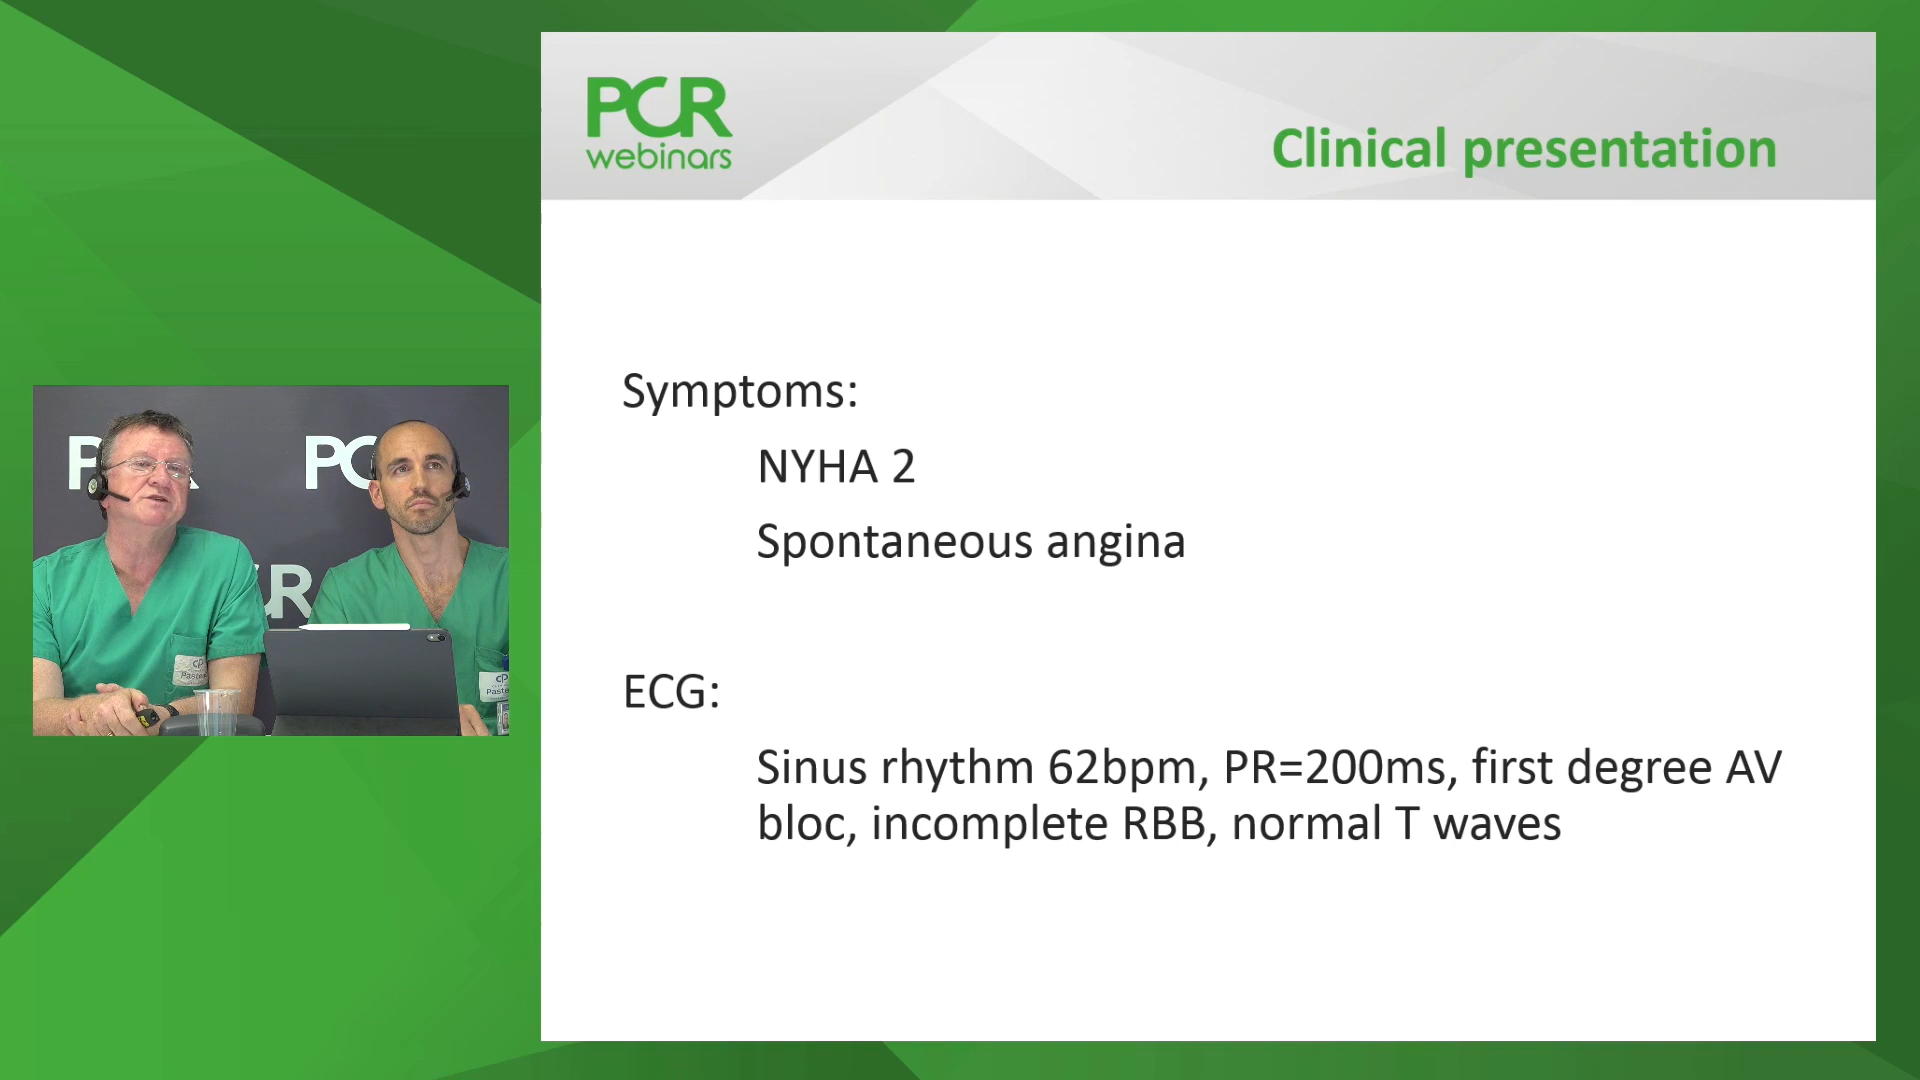 PCR
webinars
Clinical presentation
Symptoms:
NYHA 2
Spontaneous angina
ECG:
Sinus rhythm 62bpm, PR=200ms, first degree AV
bloc, incomplete RBB, normal T waves
PC